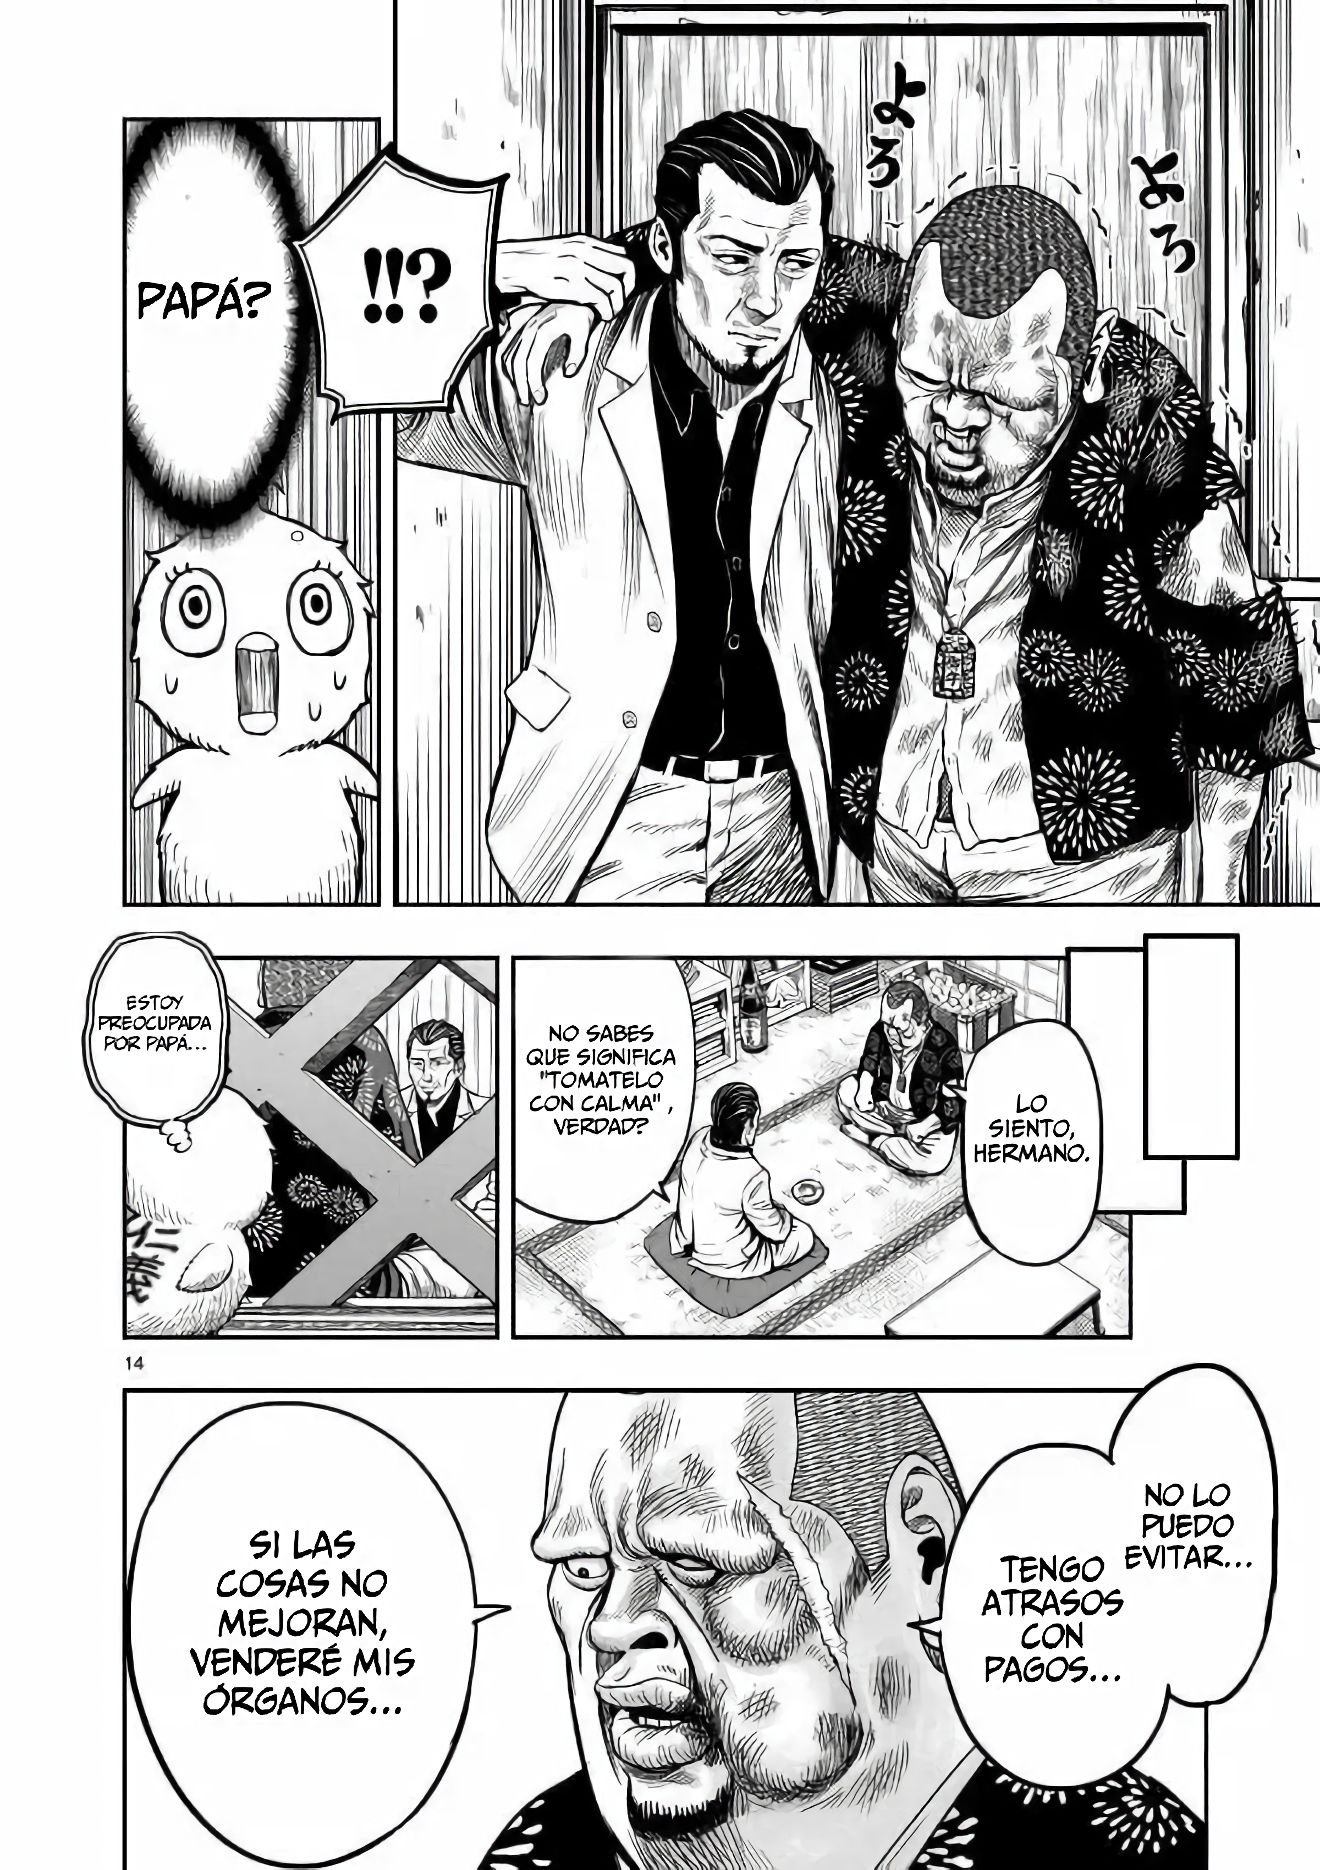 よろ
よろ
!!?
PAPÁ?
LO
SIENTO,
HERMANO.
NO SABES
QUE SIGNIFICA
"TOMATELO
CON CALMA" ,
VERDAD?
ESTOY
PREOCUPADA
POR PAPÁ...
14
NO LO
PUEDO
EVITAR...
TENGO
ATRASOS
CON
PAGOS...
SI LAS
COSAS NO
MEJORAN,
VENDERÉ MIS
ÓRGANOS...